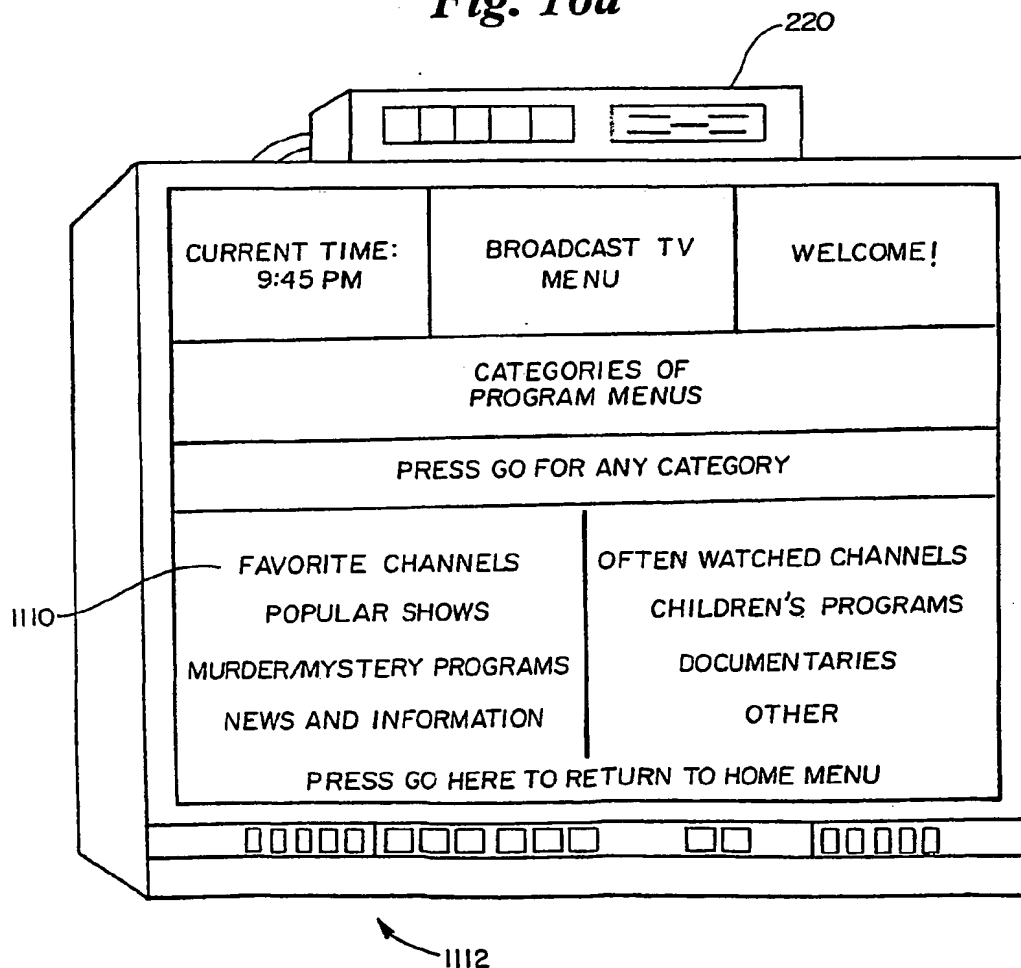 Fig. 16a
220
CURRENT TIME:
9:45 PM
BROADCAST TV
MENU
WELCOME!
CATEGORIES OF
PROGRAM MENUS
PRESS GO FOR ANY CATEGORY
FAVORITE CHANNELS
OFTEN WATCHED CHANNELS
1110
POPULAR SHOWS
CHILDREN'S PROGRAMS
MURDER/MYSTERY PROGRAMS
DOCUMENTARIES
NEWS AND INFORMATION
OTHER
PRESS GO HERE TO RETURN TO HOME MENU
1112